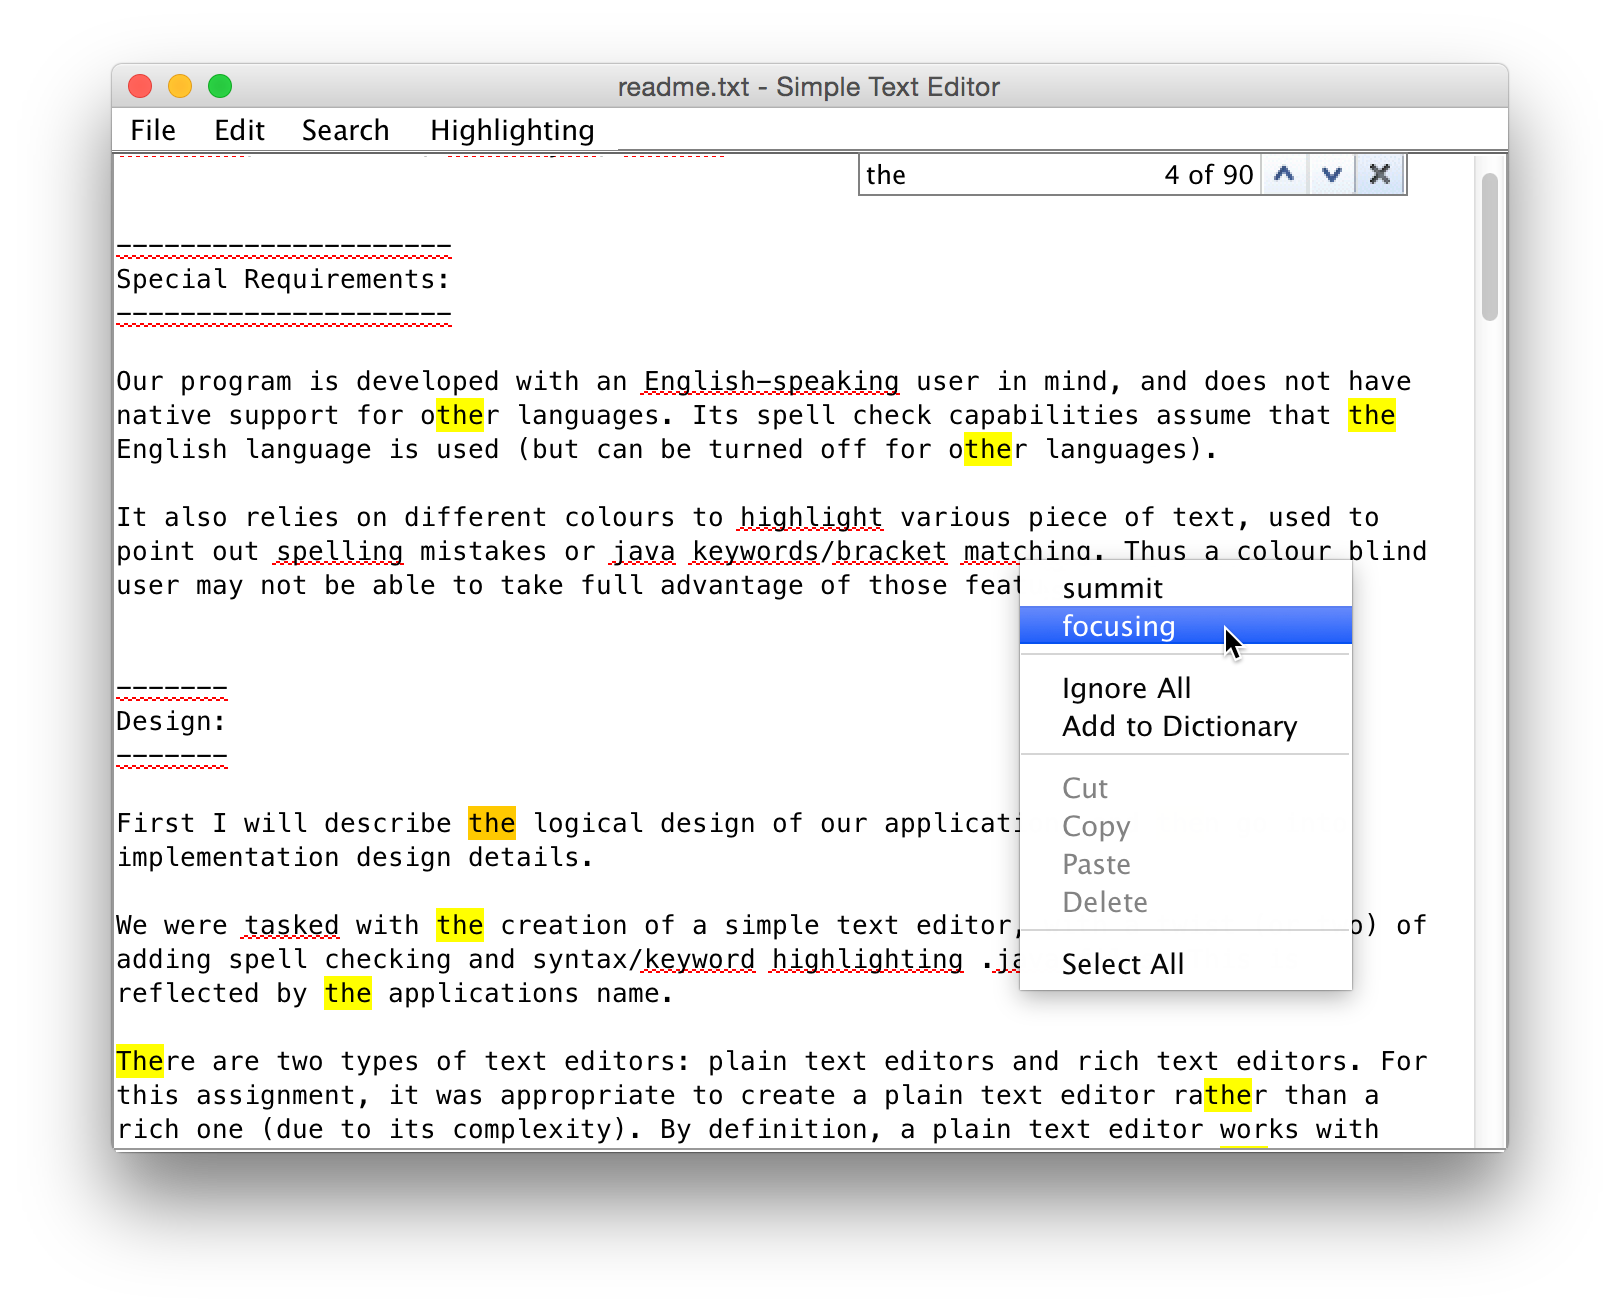 readme.txt - Simple Text Editor
File Edit Search Highlighting
the 4 of 90
---------------------
Special Requirements:
---------------------
Our program is developed with an English-speaking user in mind, and does not have
native support for other languages. Its spell check capabilities assume that the
English language is used (but can be turned off for other languages).
It also relies on different colours to highlight various piece of text, used to
point out spelling mistakes or java keywords/bracket matching. Thus a colour blind
user may not be able to take full advantage of those
-------
Design:
-------
First I will describe the logical design of our
implementation design details.
We were tasked with the creation of a simple text editor, of
adding spell checking and syntax/keyword highlighting
reflected by the applications name.
There are two types of text editors: plain text editors and rich text editors. For
this assignment, it was appropriate to create a plain text editor rather than a
rich one (due to its complexity). By definition, a plain text editor works with
summit
focusing
Ignore All
Add to Dictionary
Cut
Copy
Paste
Delete
Select All